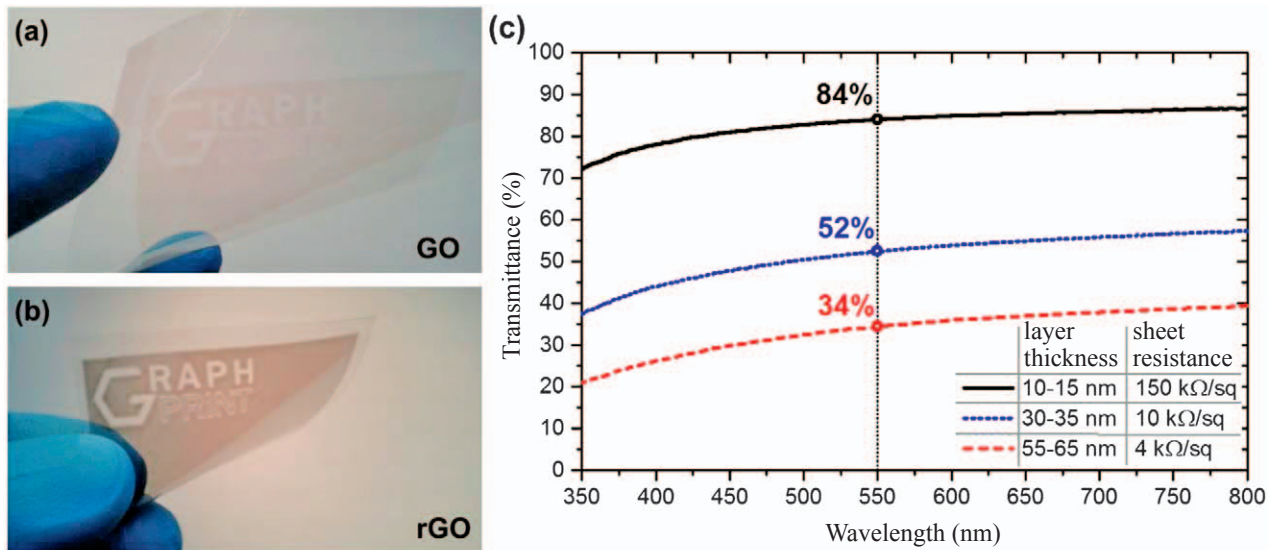 (a)
GRAPH
PRINT
GO
(b)
GRAPH
PRINT
rGO
(c)
Transmittance (%)
100
90
80
70
60
50
40
30
20
10
0
84%
52%
34%
layer thickness sheet resistance
10-15 nm 150 kΩ/sq
30-35 nm 10 kΩ/sq
55-65 nm 4 kΩ/sq
350 400 450 500 550 600 650 700 750 800
Wavelength (nm)